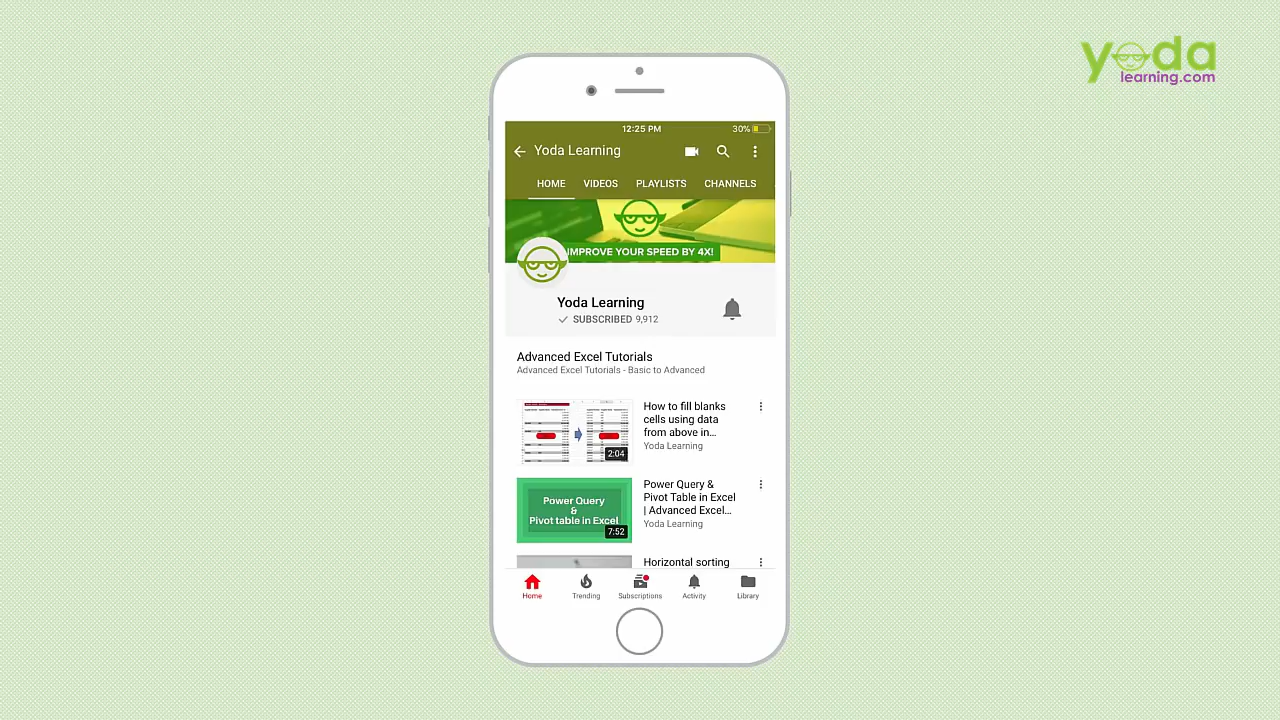 yoda
learning.com
12:25 PM
30%
Yoda Learning
HOME VIDEOS PLAYLISTS CHANNELS
IMPROVE YOUR SPEED BY 4X!
Yoda Learning
SUBSCRIBED 9,912
Advanced Excel Tutorials
Advanced Excel Tutorials - Basic to Advanced
How to fill blanks
cells using data
from above in...
Yoda Learning
2:04
Power Query
&
Pivot table in Excel
7:52
Power Query &
Pivot Table in Excel
| Advanced Excel...
Yoda Learning
Horizontal sorting
Home Trending Subscriptions Activity Library